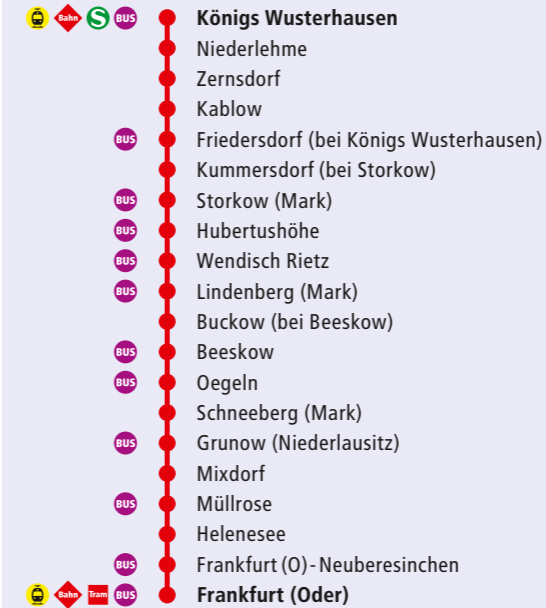 Bahn S BUS Königs Wusterhausen
Niederlehme
Zernsdorf
Kablow
BUS Friedersdorf (bei Königs Wusterhausen)
Kummersdorf (bei Storkow)
BUS Storkow (Mark)
BUS Hubertushöhe
BUS Wendisch Rietz
BUS Lindenberg (Mark)
Buckow (bei Beeskow)
BUS Beeskow
BUS Oegeln
Schneeberg (Mark)
BUS Grunow (Niederlausitz)
Mixdorf
BUS Müllrose
Helenesee
BUS Frankfurt (O)-Neuberesinchen
Bahn Tram BUS Frankfurt (Oder)